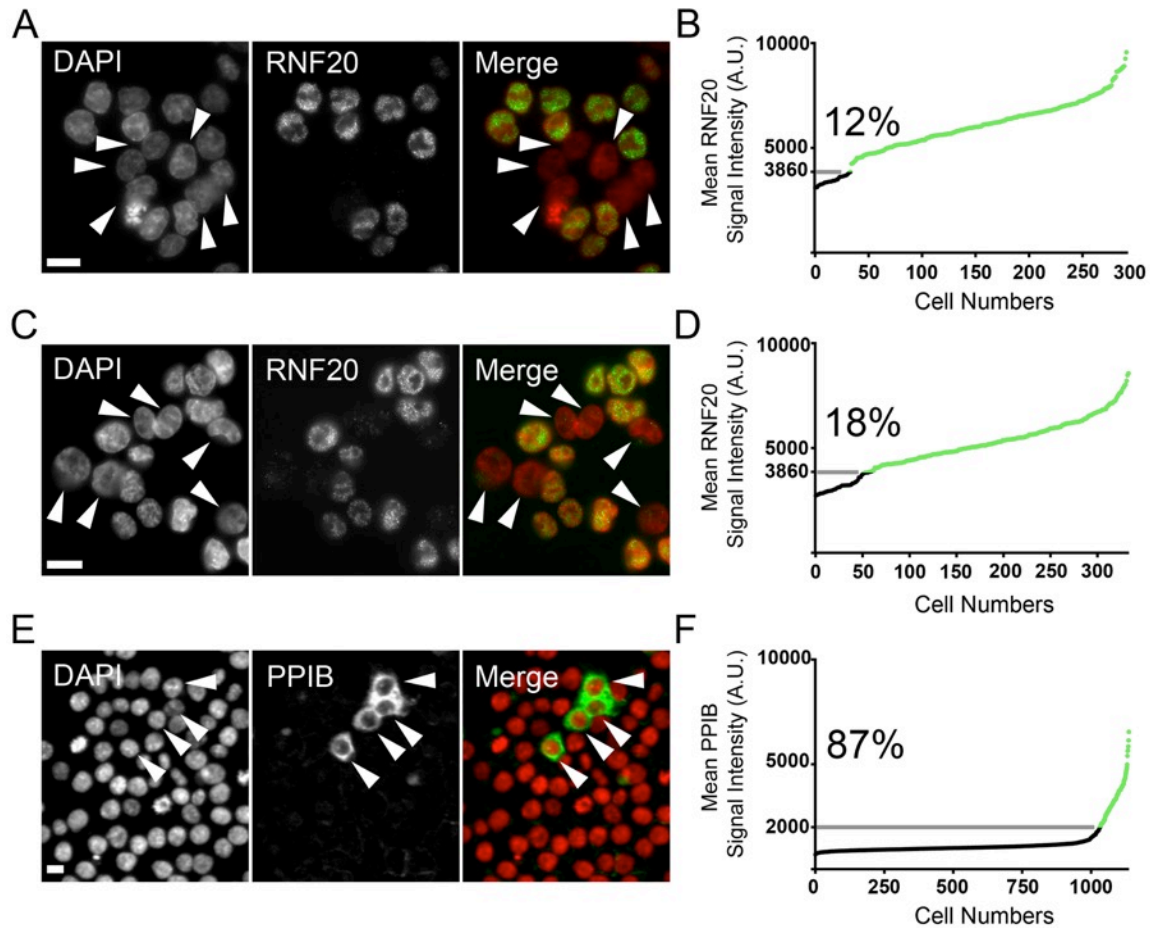 A
DAPI
RNF20
Merge
B
Mean RNF20
Signal Intensity (A.U.)
10000
5000
3860
12%
0
50
100
150
200
250
300
Cell Numbers
C
DAPI
RNF20
Merge
D
Mean RNF20
Signal Intensity (A.U.)
10000
5000
3860
18%
0
50
100
150
200
250
300
Cell Numbers
E
DAPI
PPIB
Merge
F
Mean PPIB
Signal Intensity (A.U.)
10000
5000
2000
87%
0
250
500
750
1000
Cell Numbers